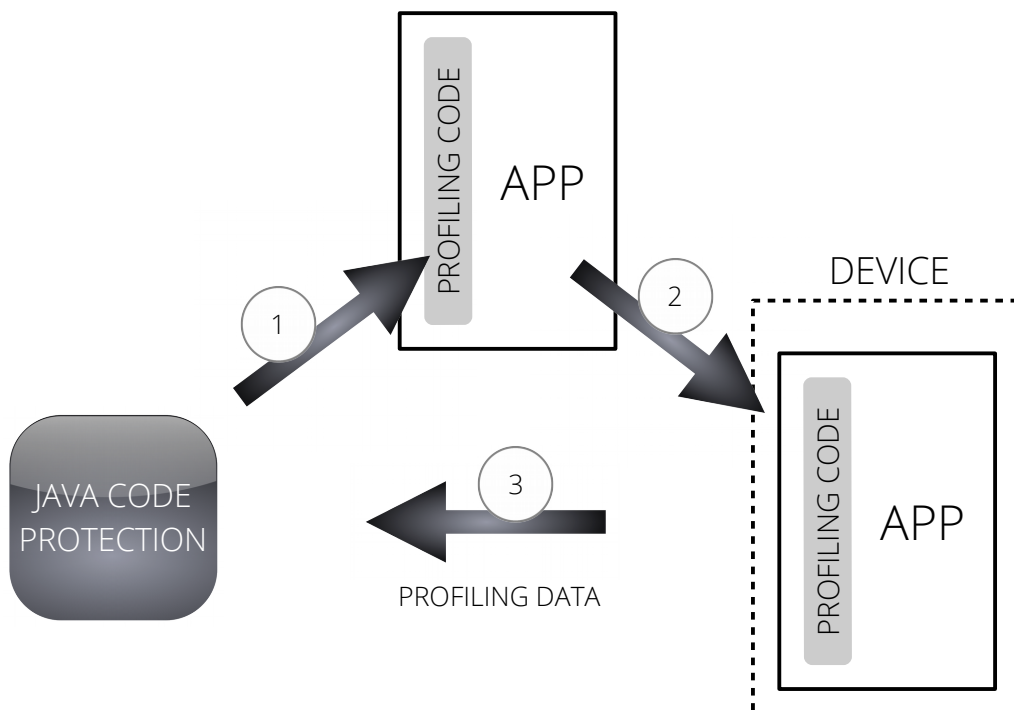 PROFILING CODE
APP
1
2
DEVICE
JAVA CODE
PROTECTION
3
PROFILING DATA
PROFILING CODE
APP